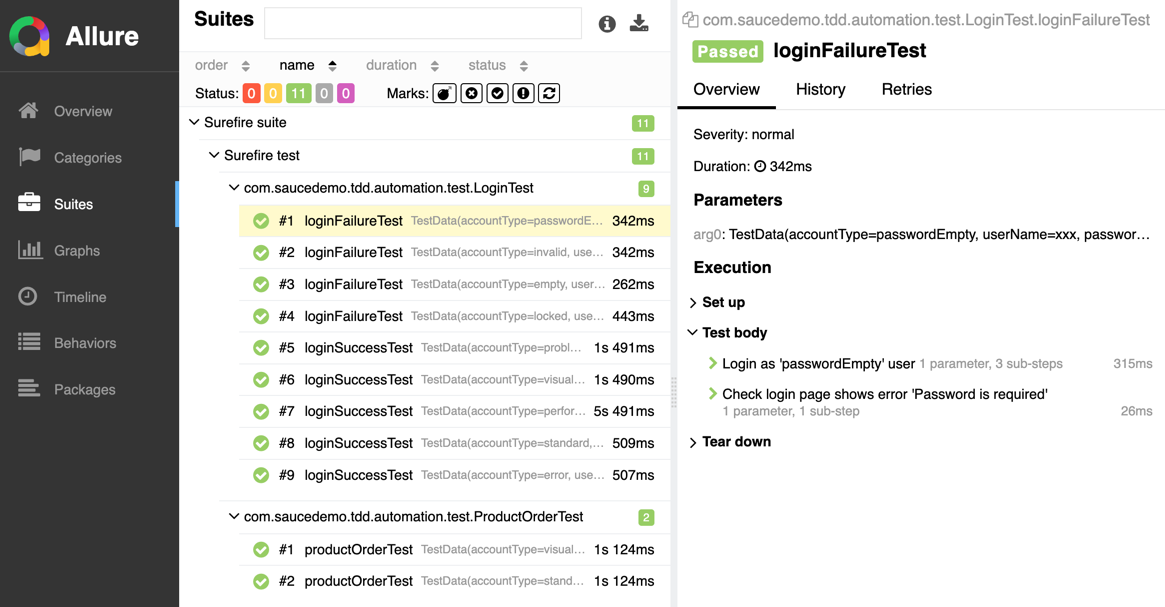 Allure
Overview
Categories
Suites
Graphs
Timeline
Behaviors
Packages
Suites
order name duration status
Status: 0 0 11 0 0 Marks:
Surefire suite 11
Surefire test 11
com.saucedemo.tdd.automation.test.LoginTest 9
#1 loginFailureTest TestData(accountType=passwordE... 342ms
#2 loginFailureTest TestData(accountType=invalid, use... 342ms
#3 loginFailureTest TestData(accountType=empty, user... 262ms
#4 loginFailureTest TestData(accountType=locked, use... 443ms
#5 loginSuccessTest TestData(accountType=probl... 1s 491ms
#6 loginSuccessTest TestData(accountType=visual... 1s 490ms
#7 loginSuccessTest TestData(accountType=perfor... 5s 491ms
#8 loginSuccessTest TestData(accountType=standard,... 509ms
#9 loginSuccessTest TestData(accountType=error, use... 507ms
com.saucedemo.tdd.automation.test.ProductOrderTest 2
#1 productOrderTest TestData(accountType=visual... 1s 124ms
#2 productOrderTest TestData(accountType=stand... 1s 124ms
com.saucedemo.tdd.automation.test.LoginTest.loginFailureTest
Passed loginFailureTest
Overview History Retries
Severity: normal
Duration: 342ms
Parameters
arg0: TestData(accountType=passwordEmpty, userName=xxx, passwor...
Execution
Set up
Test body
Login as 'passwordEmpty' user 1 parameter, 3 sub-steps 315ms
Check login page shows error 'Password is required'
1 parameter, 1 sub-step 26ms
Tear down